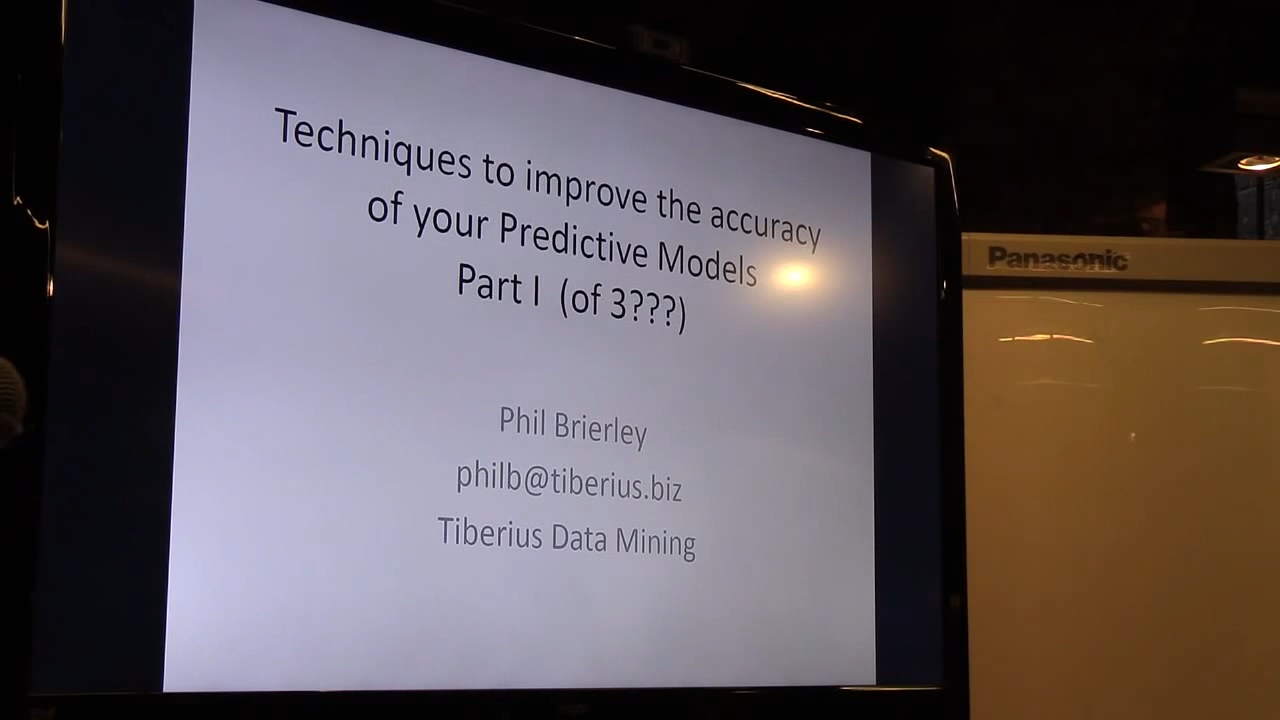 Techniques to improve the accuracy
of your Predictive Models
Part I (of 3???)
Phil Brierley
philb@tiberius.biz
Tiberius Data Mining
Panasonic